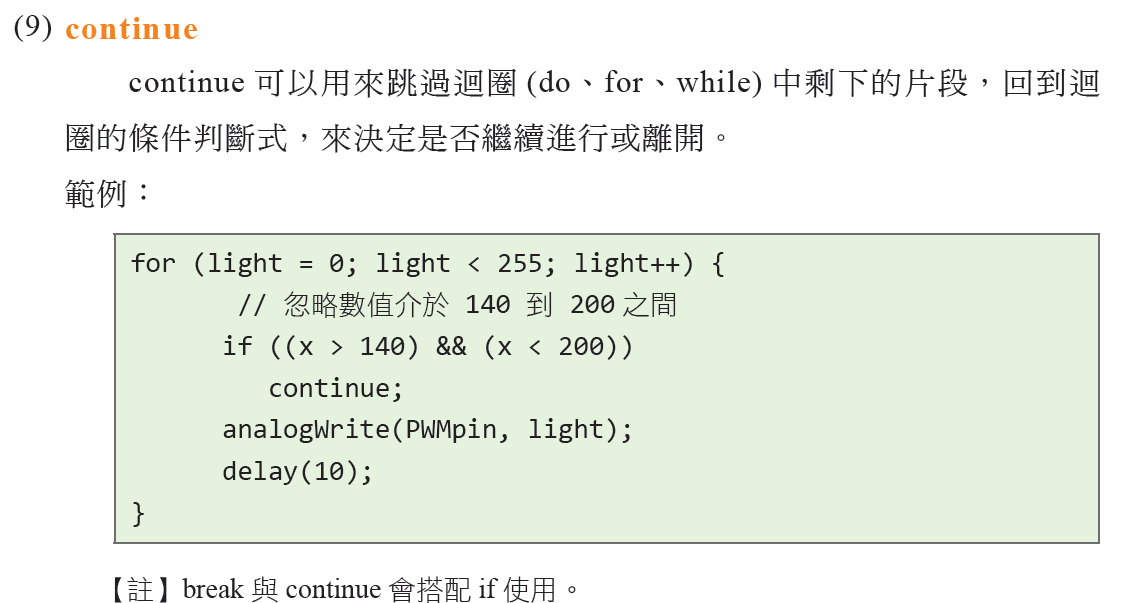 (9) continue
continue 可以用來跳過迴圈 (do、for、while) 中剩下的片段，回到迴
圈的條件判斷式，來決定是否繼續進行或離開。
範例：
for (light = 0; light < 255; light++) {
// 忽略數值介於 140 到 200 之間
if ((x > 140) && (x < 200))
continue;
analogWrite(PWMpin, light);
delay(10);
}
【註】break 與 continue 會搭配 if 使用。